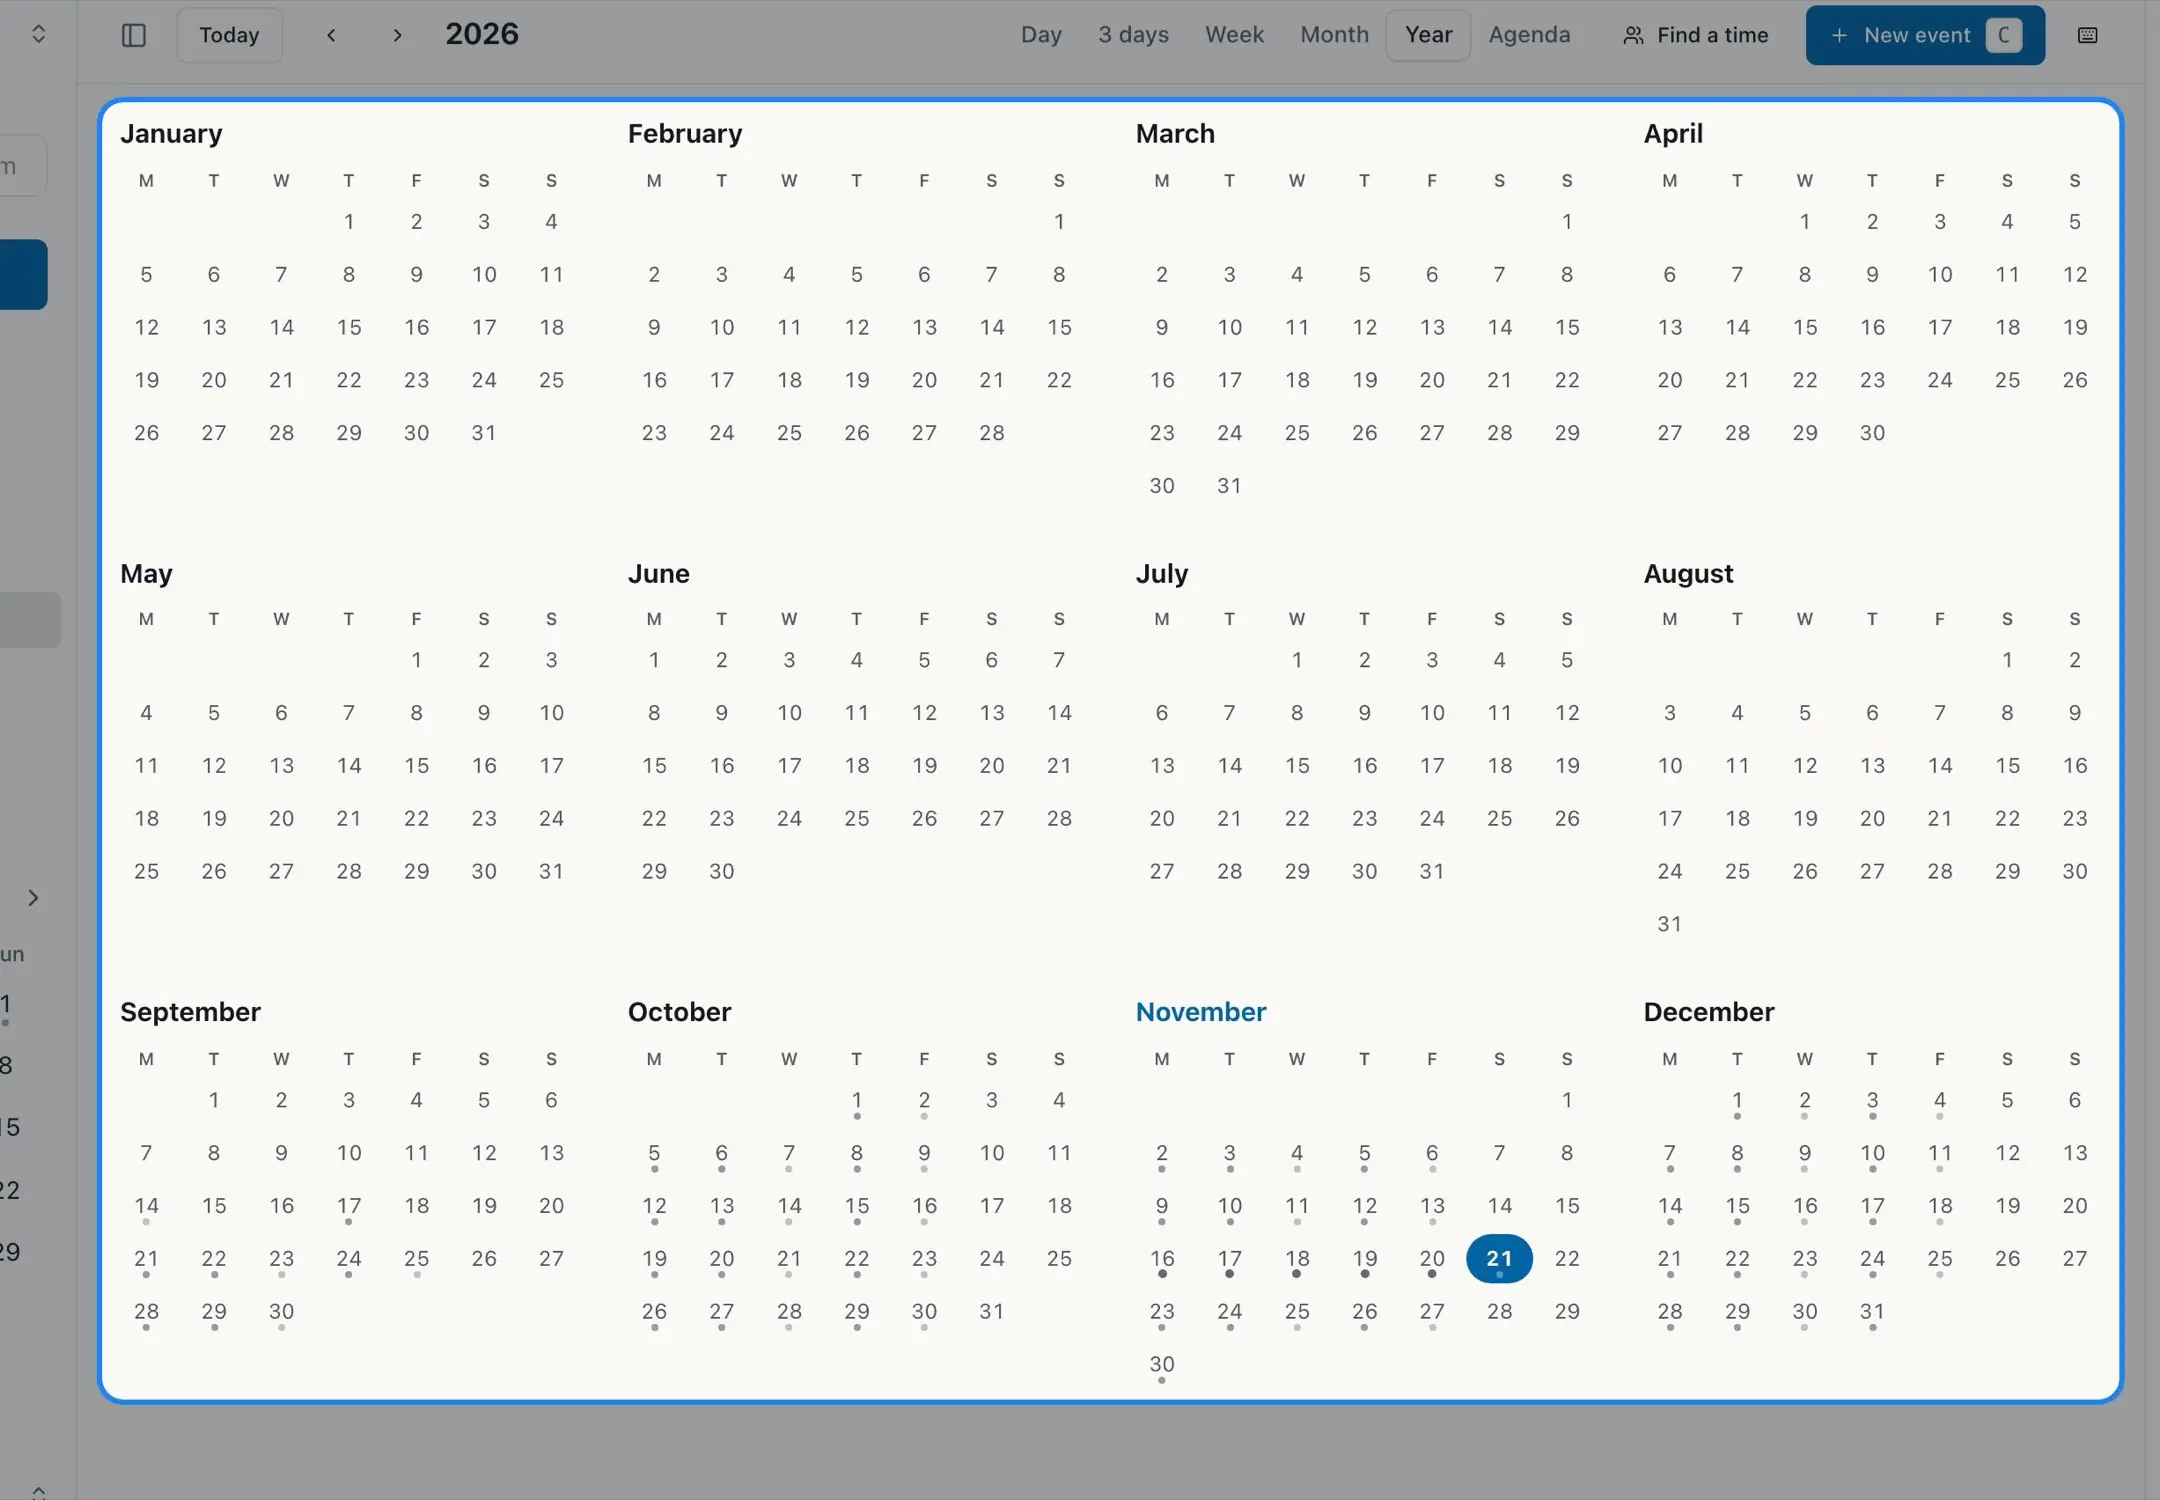 Today 2026 Day 3 days Week Month Year Agenda Find a time New event C
m
January February March April
M T W T F S S M T W T F S S M T W T F S S M T W T F S S
1 2 3 4 1 1 1 2 3 4 5
5 6 7 8 9 10 11 2 3 4 5 6 7 8 2 3 4 5 6 7 8 6 7 8 9 10 11 12
12 13 14 15 16 17 18 9 10 11 12 13 14 15 9 10 11 12 13 14 15 13 14 15 16 17 18 19
19 20 21 22 23 24 25 16 17 18 19 20 21 22 16 17 18 19 20 21 22 20 21 22 23 24 25 26
26 27 28 29 30 31 23 24 25 26 27 28 23 24 25 26 27 28 29 27 28 29 30
30 31
May June July August
M T W T F S S M T W T F S S M T W T F S S M T W T F S S
1 2 3 1 2 3 4 5 6 7 1 2 3 4 5 1 2
4 5 6 7 8 9 10 8 9 10 11 12 13 14 6 7 8 9 10 11 12 3 4 5 6 7 8 9
11 12 13 14 15 16 17 15 16 17 18 19 20 21 13 14 15 16 17 18 19 10 11 12 13 14 15 16
18 19 20 21 22 23 24 22 23 24 25 26 27 28 20 21 22 23 24 25 26 17 18 19 20 21 22 23
25 26 27 28 29 30 31 29 30 27 28 29 30 31 24 25 26 27 28 29 30
31
un
1
8
15
22
29
September October November December
M T W T F S S M T W T F S S M T W T F S S M T W T F S S
1 2 3 4 5 6 1 2 3 4 1 1 2 3 4 5 6
7 8 9 10 11 12 13 5 6 7 8 9 10 11 2 3 4 5 6 7 8 7 8 9 10 11 12 13
14 15 16 17 18 19 20 12 13 14 15 16 17 18 9 10 11 12 13 14 15 14 15 16 17 18 19 20
21 22 23 24 25 26 27 19 20 21 22 23 24 25 16 17 18 19 20 21 22 21 22 23 24 25 26 27
28 29 30 26 27 28 29 30 31 23 24 25 26 27 28 29 28 29 30 31
30